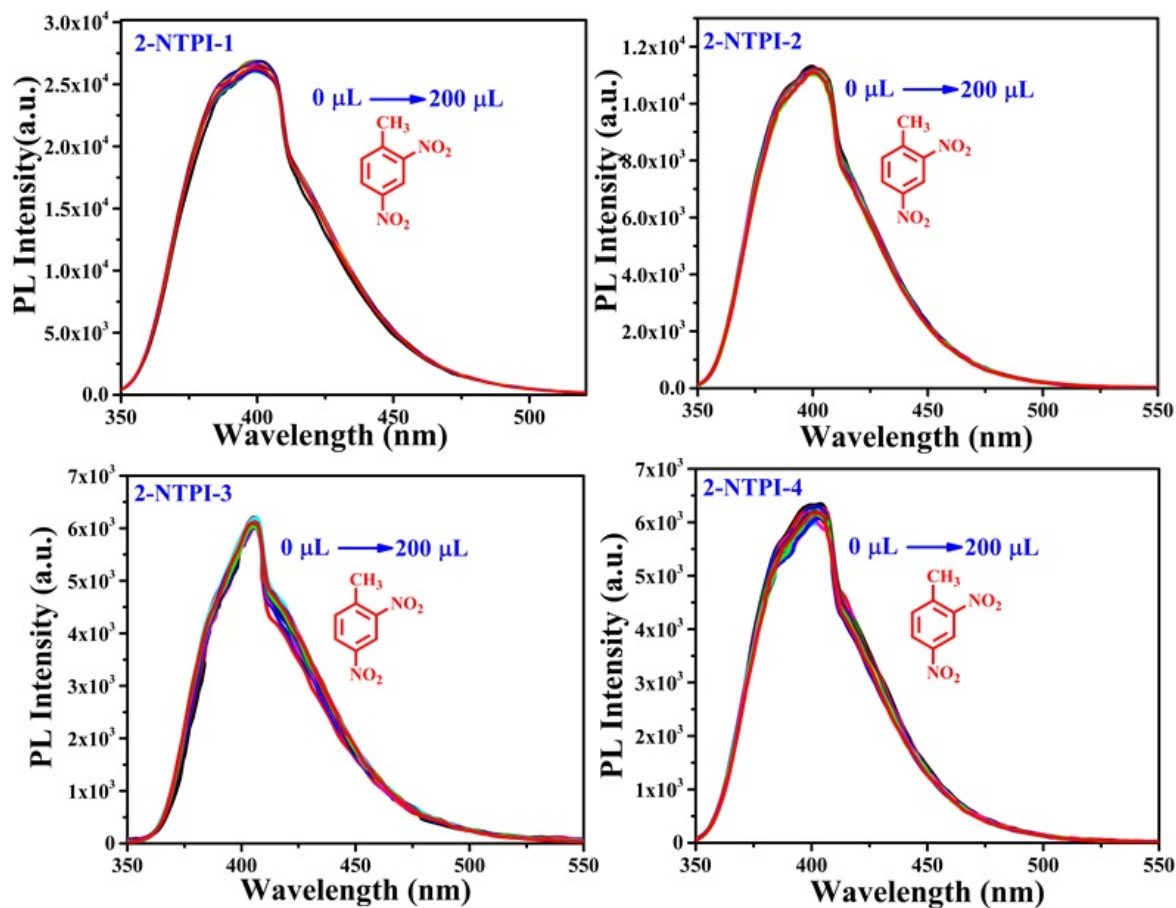 2-NTPI-1
0 μL → 200 μL
CH3
NO2
NO2
3.0x10^4
2.5x10^4
2.0x10^4
1.5x10^4
1.0x10^4
5.0x10^3
0.0
350 400 450 500
PL Intensity(a.u.)
Wavelength (nm)
2-NTPI-2
0 μL → 200 μL
CH3
NO2
NO2
1.2x10^4
1.0x10^4
8.0x10^3
6.0x10^3
4.0x10^3
2.0x10^3
0.0
350 400 450 500 550
PL Intensity (a.u.)
Wavelength (nm)
2-NTPI-3
0 μL → 200 μL
CH3
NO2
NO2
7x10^3
6x10^3
5x10^3
4x10^3
3x10^3
2x10^3
1x10^3
0
350 400 450 500 550
PL Intensity (a.u.)
Wavelength (nm)
2-NTPI-4
0 μL → 200 μL
CH3
NO2
NO2
7x10^3
6x10^3
5x10^3
4x10^3
3x10^3
2x10^3
1x10^3
0
350 400 450 500 550
PL Intensity (a.u.)
Wavelength (nm)